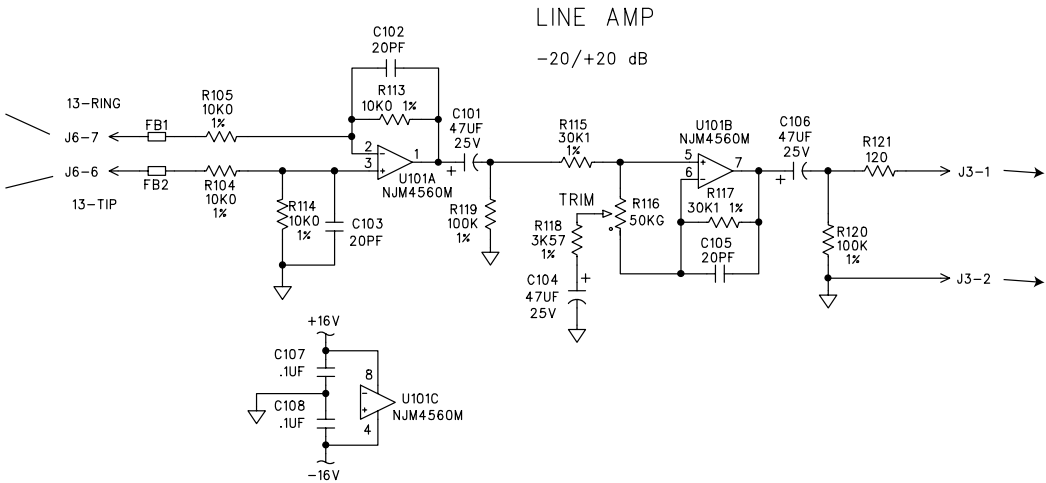 LINE AMP
-20/+20 dB
C102
20PF
R113
10K0 1%
13-RING
R105
10K0
1%
J6-7
FB1
2
3
1
U101A
NJM4560M
C101
47UF
25V
+
J6-6
FB2
R104
10K0
1%
13-TIP
R114
10K0
1%
C103
20PF
R119
100K
1%
R115
30K1
1%
TRIM
R116
50KG
R118
3K57
1%
C104
47UF
25V
+
U101B
NJM4560M
5
6
7
R117
30K1 1%
C105
20PF
C106
47UF
25V
+
R121
120
J3-1
R120
100K
1%
J3-2
+16V
C107
.1UF
C108
.1UF
8
4
U101C
NJM4560M
-16V